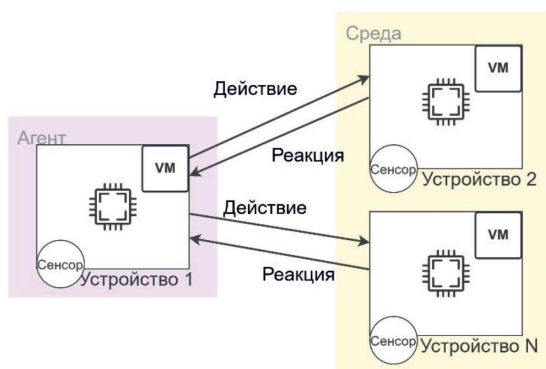 Среда
VM
Действие
Агент
Реакция
Сенсор
Устройство 2
VM
Действие
VM
Сенсор
Устройство 1
Реакция
Сенсор
Устройство N